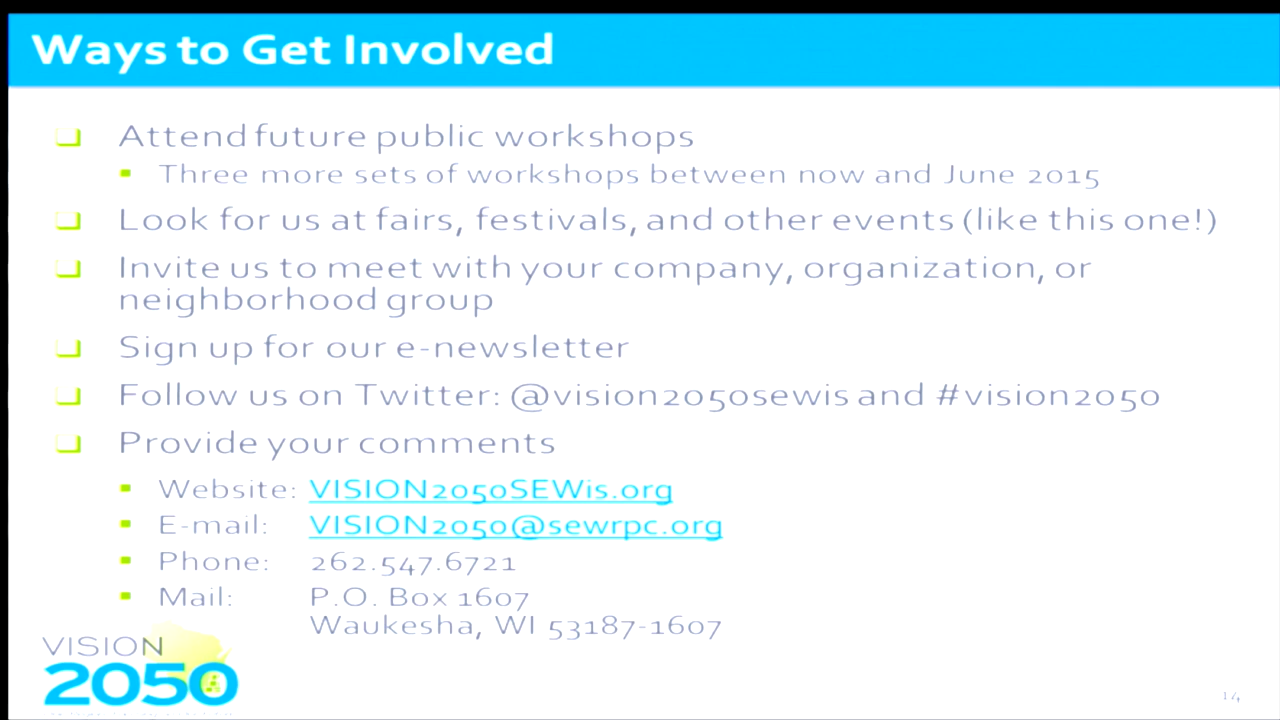 Ways to Get Involved
Attend future public workshops
Three more sets of workshops between now and June 2015
Look for us at fairs, festivals, and other events (like this one!)
Invite us to meet with your company, organization, or
neighborhood group
Sign up for our e-newsletter
Follow us on Twitter: @vision2050sewis and #vision2050
Provide your comments
Website: VISION2050SEWis.org
E-mail: VISION2050@sewrpc.org
Phone: 262.547.6721
Mail: P.O. Box 1607
Waukesha, WI 53187-1607
VISION
2050
14